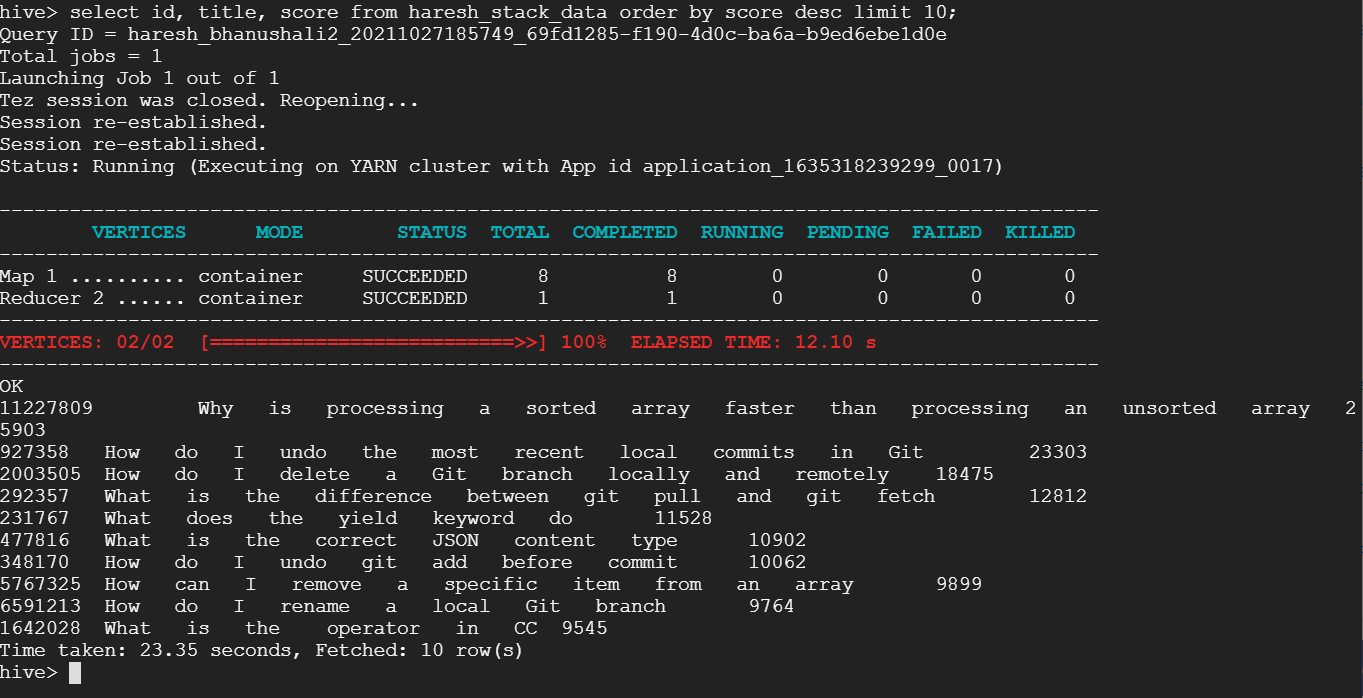 hive> select id, title, score from haresh_stack_data order by score desc limit 10;
Query ID = haresh_bhanushali2_20211027185749_69fd1285-f190-4d0c-ba6a-b9ed6ebe1d0e
Total jobs = 1
Launching Job 1 out of 1
Tez session was closed. Reopening...
Session re-established.
Session re-established.
Status: Running (Executing on YARN cluster with App id application_1635318239299_0017)
----------------------------------------------------------------------------------------------
VERTICES MODE STATUS TOTAL COMPLETED RUNNING PENDING FAILED KILLED
----------------------------------------------------------------------------------------------
Map 1 .......... container SUCCEEDED 8 8 0 0 0 0
Reducer 2 ...... container SUCCEEDED 1 1 0 0 0 0
----------------------------------------------------------------------------------------------
VERTICES: 02/02 [==========================>>] 100% ELAPSED TIME: 12.10 s
----------------------------------------------------------------------------------------------
OK
11227809 Why is processing a sorted array faster than processing an unsorted array 2
5903
927358 How do I undo the most recent local commits in Git 23303
2003505 How do I delete a Git branch locally and remotely 18475
292357 What is the difference between git pull and git fetch 12812
231767 What does the yield keyword do 11528
477816 What is the correct JSON content type 10902
348170 How do I undo git add before commit 10062
5767325 How can I remove a specific item from an array 9899
6591213 How do I rename a local Git branch 9764
1642028 What is the operator in CC 9545
Time taken: 23.35 seconds, Fetched: 10 row(s)
hive>